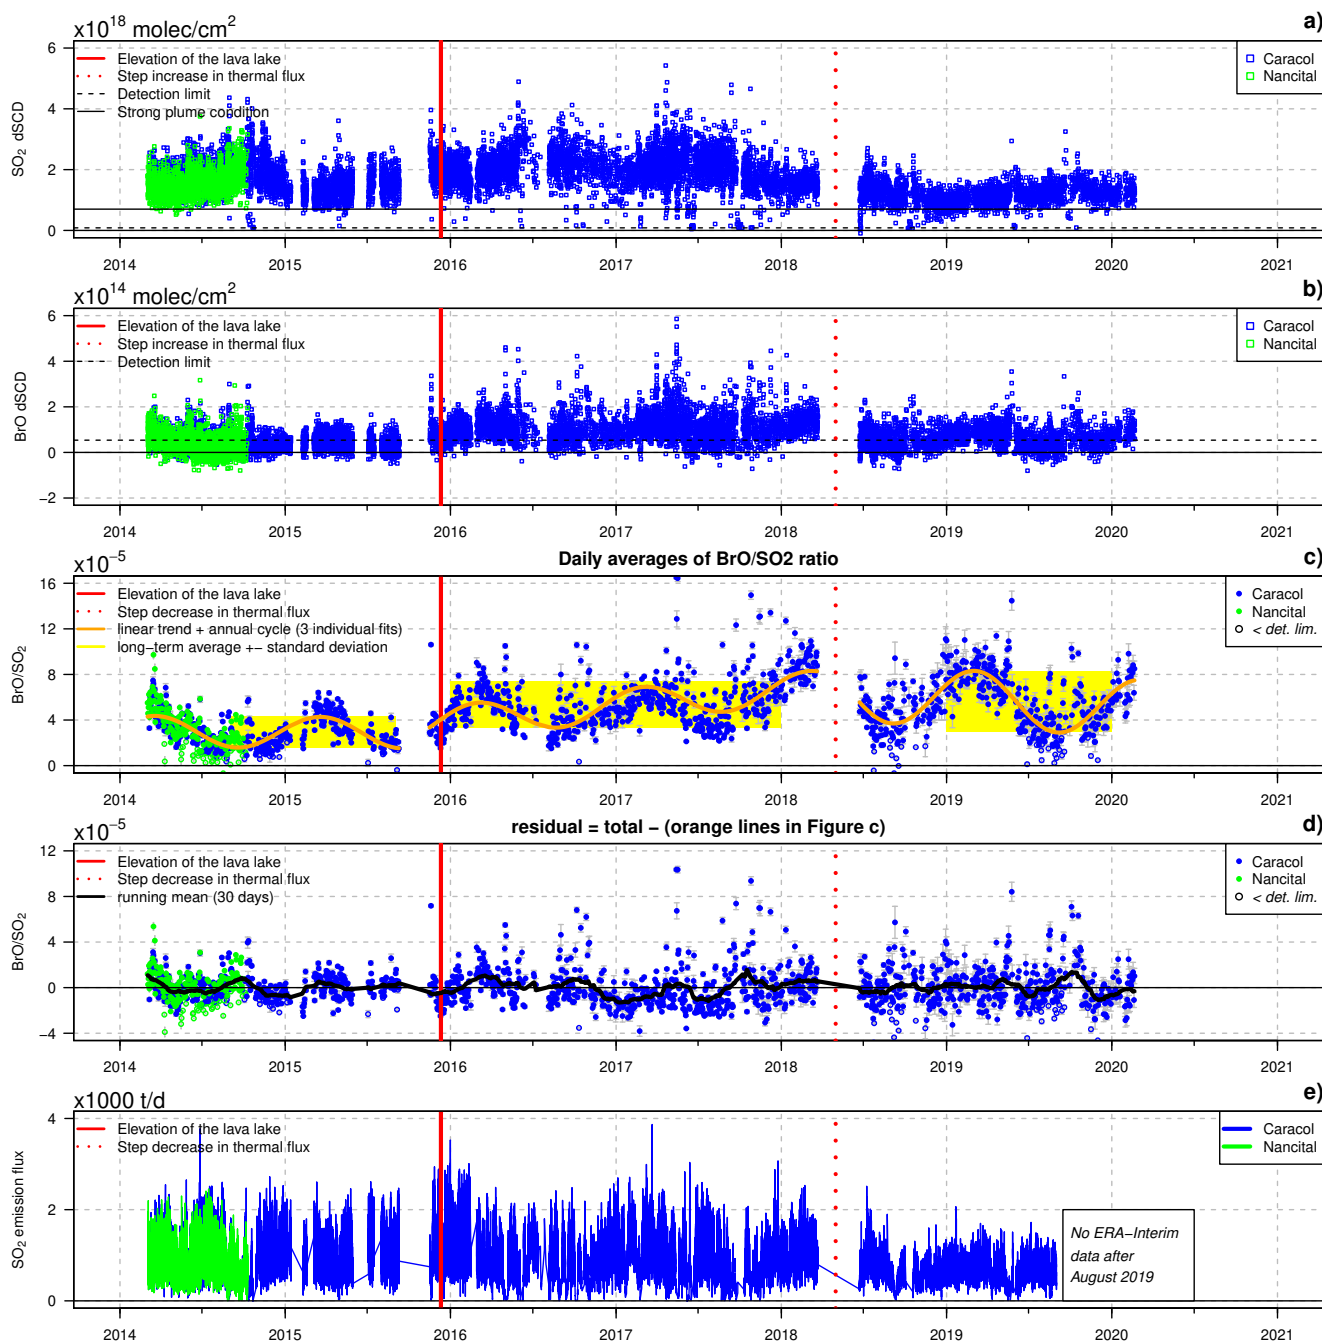 x10^18 molec/cm^2
a)
Elevation of the lava lake
Step increase in thermal flux
Detection limit
Strong plume condition
Caracol
Nancital
SO2 dSCD
6
4
2
0
2014 2015 2016 2017 2018 2019 2020 2021
x10^14 molec/cm^2
b)
Elevation of the lava lake
Step increase in thermal flux
Detection limit
Caracol
Nancital
BrO dSCD
6
4
2
0
−2
2014 2015 2016 2017 2018 2019 2020 2021
x10^−5
Daily averages of BrO/SO2 ratio
c)
Elevation of the lava lake
Step decrease in thermal flux
linear trend + annual cycle (3 individual fits)
long−term average +− standard deviation
Caracol
Nancital
< det. lim.
BrO/SO2
16
12
8
4
0
2014 2015 2016 2017 2018 2019 2020 2021
x10^−5
residual = total − (orange lines in Figure c)
d)
Elevation of the lava lake
Step decrease in thermal flux
running mean (30 days)
Caracol
Nancital
< det. lim.
BrO/SO2
12
8
4
0
−4
2014 2015 2016 2017 2018 2019 2020 2021
x1000 t/d
e)
Elevation of the lava lake
Step decrease in thermal flux
Caracol
Nancital
SO2 emission flux
4
2
0
No ERA−Interim
data after
August 2019
2014 2015 2016 2017 2018 2019 2020 2021